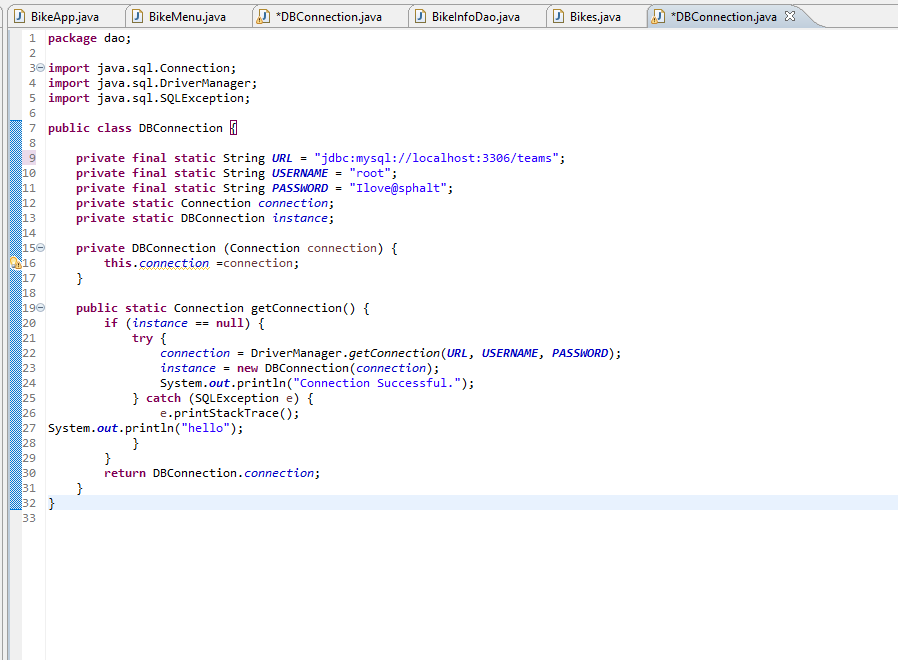 BikeApp.java BikeMenu.java *DBConnection.java BikeInfoDao.java Bikes.java *DBConnection.java
1 package dao;
2
3 import java.sql.Connection;
4 import java.sql.DriverManager;
5 import java.sql.SQLException;
6
7 public class DBConnection {
8
9 private final static String URL = "jdbc:mysql://localhost:3306/teams";
10 private final static String USERNAME = "root";
11 private final static String PASSWORD = "Ilove@sphalt";
12 private static Connection connection;
13 private static DBConnection instance;
14
15 private DBConnection (Connection connection) {
16 this.connection =connection;
17 }
18
19 public static Connection getConnection() {
20 if (instance == null) {
21 try {
22 connection = DriverManager.getConnection(URL, USERNAME, PASSWORD);
23 instance = new DBConnection(connection);
24 System.out.println("Connection Successful.");
25 } catch (SQLException e) {
26 e.printStackTrace();
27 System.out.println("hello");
28 }
29 }
30 return DBConnection.connection;
31 }
32 }
33